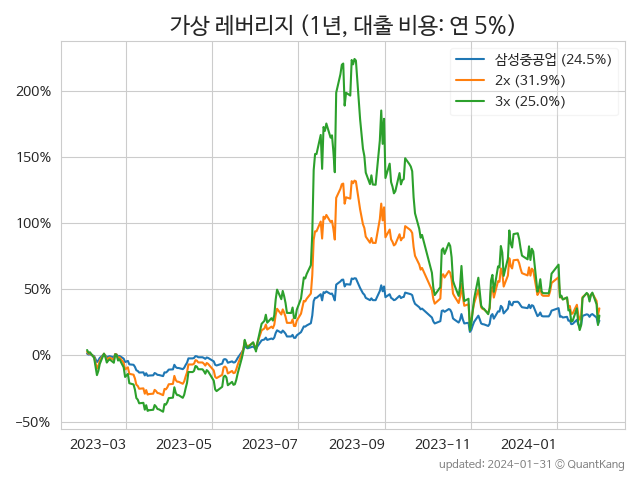 가상 레버리지 (1년, 대출 비용: 연 5%)
삼성중공업 (24.5%)
2x (31.9%)
3x (25.0%)
200%
150%
100%
50%
0%
−50%
2023-03 2023-05 2023-07 2023-09 2023-11 2024-01
updated: 2024-01-31 © QuantKang